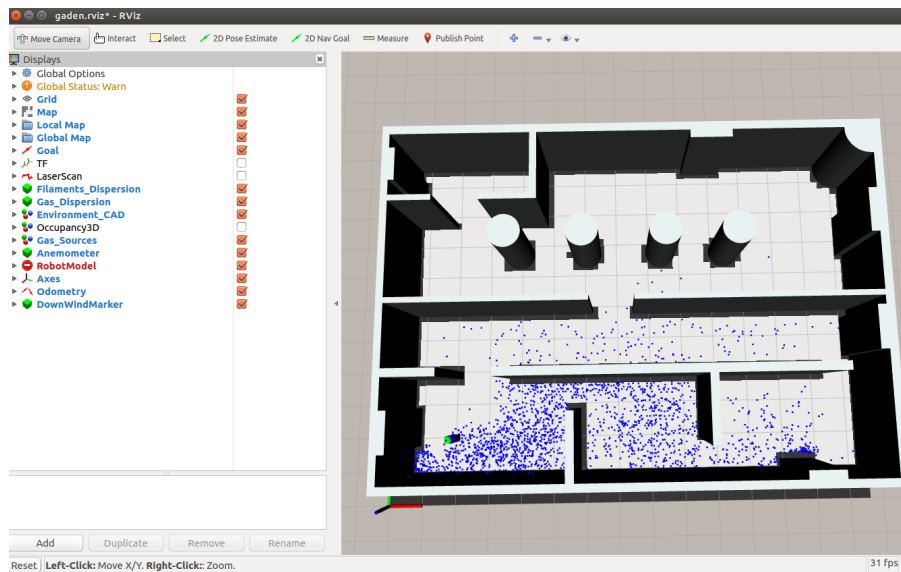 gaden.rviz* - RViz
Move Camera Interact Select 2D Pose Estimate 2D Nav Goal Measure Publish Point
Displays
Global Options
Global Status: Warn
Grid
Map
Local Map
Global Map
Goal
TF
LaserScan
Filaments_Dispersion
Gas_Dispersion
Environment_CAD
Occupancy3D
Gas_Sources
Anemometer
RobotModel
Axes
Odometry
DownWindMarker
Add Duplicate Remove Rename
Reset Left-Click: Move X/Y. Right-Click:: Zoom. 31 fps